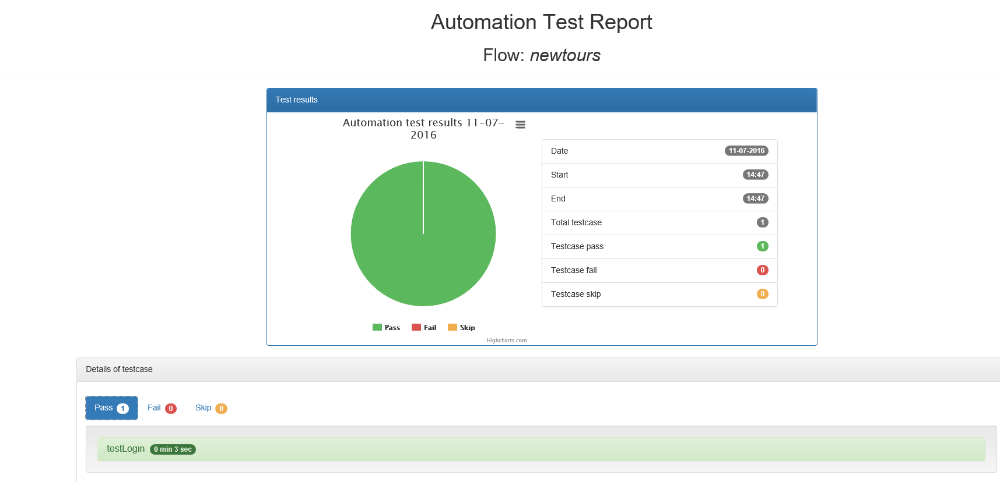 Automation Test Report
Flow: newtours
Test results
Automation test results 11-07-
2016
Pass Fail Skip
Highcharts.com
Date 11-07-2016
Start 14:47
End 14:47
Total testcase 1
Testcase pass 1
Testcase fail 0
Testcase skip 0
Details of testcase
Pass 1 Fail 0 Skip 0
testLogin 0 min 3 sec